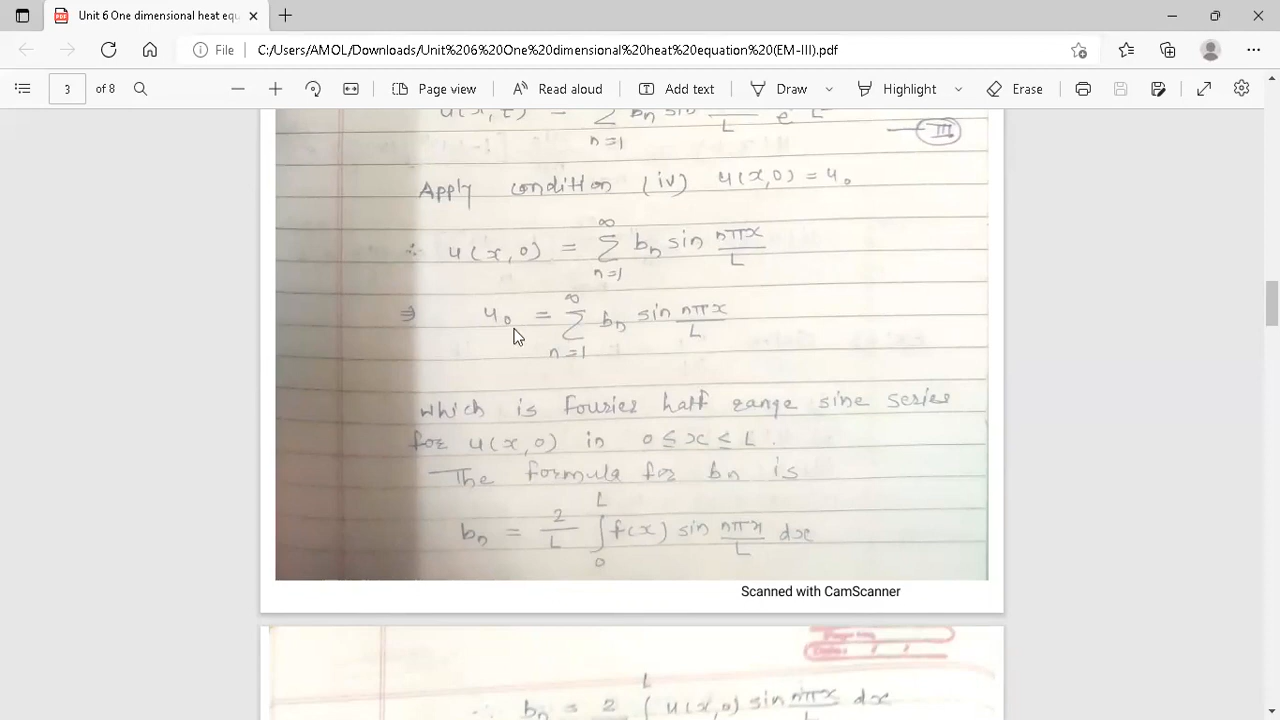 Unit 6 One dimensional heat equ
File
C:/Users/AMOL/Downloads/Unit%206%20One%20dimensional%20heat%20equation%20(EM-III).pdf
3 of 8
Page view
Read aloud
Add text
Draw
Highlight
Erase
n=1 L III
Apply condition (iv) u(x,0) = u₀
∴ u(x,0) = ∑ₙ₌₁^∞ bₙ sin nπx/L
⇒ u₀ = ∑ₙ₌₁^∞ bₙ sin nπx/L
which is fourier half range sine series
for u(x,0) in 0 ≤ x ≤ L.
The formula for bn is
bₙ = 2/L ∫₀^L f(x) sin nπx/L dx
Scanned with CamScanner
∴ bₙ = 2 ∫^L u(x,0) sin nπx/L dx